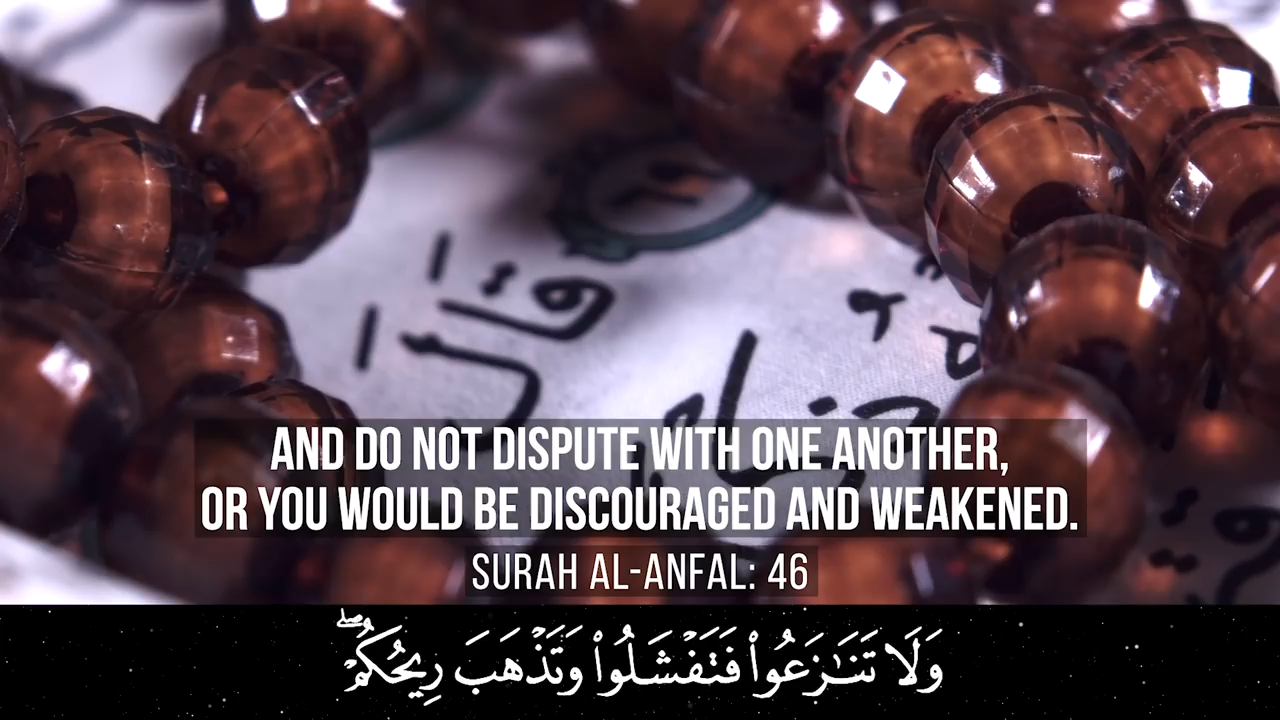 قال
AND DO NOT DISPUTE WITH ONE ANOTHER,
OR YOU WOULD BE DISCOURAGED AND WEAKENED.
SURAH AL-ANFAL: 46
وَلَا تَنَـٰزَعُوا۟ فَتَفْشَلُوا۟ وَتَذْهَبَ رِيحُكُمْ ۖ